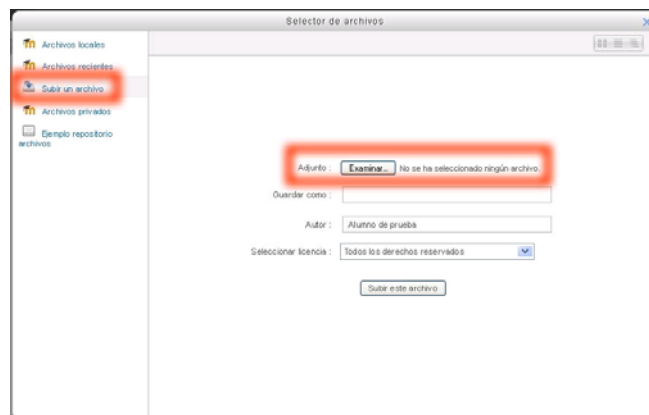 Selector de archivos
Archivos locales
Archivos recientes
Subir un archivo
Archivos privados
Ejemplo repositorio
archivos
Adjunto :
Examinar...
No se ha seleccionado ningún archivo.
Guardar como :
Autor :
Alumno de prueba
Seleccionar licencia :
Todos los derechos reservados
Subir este archivo